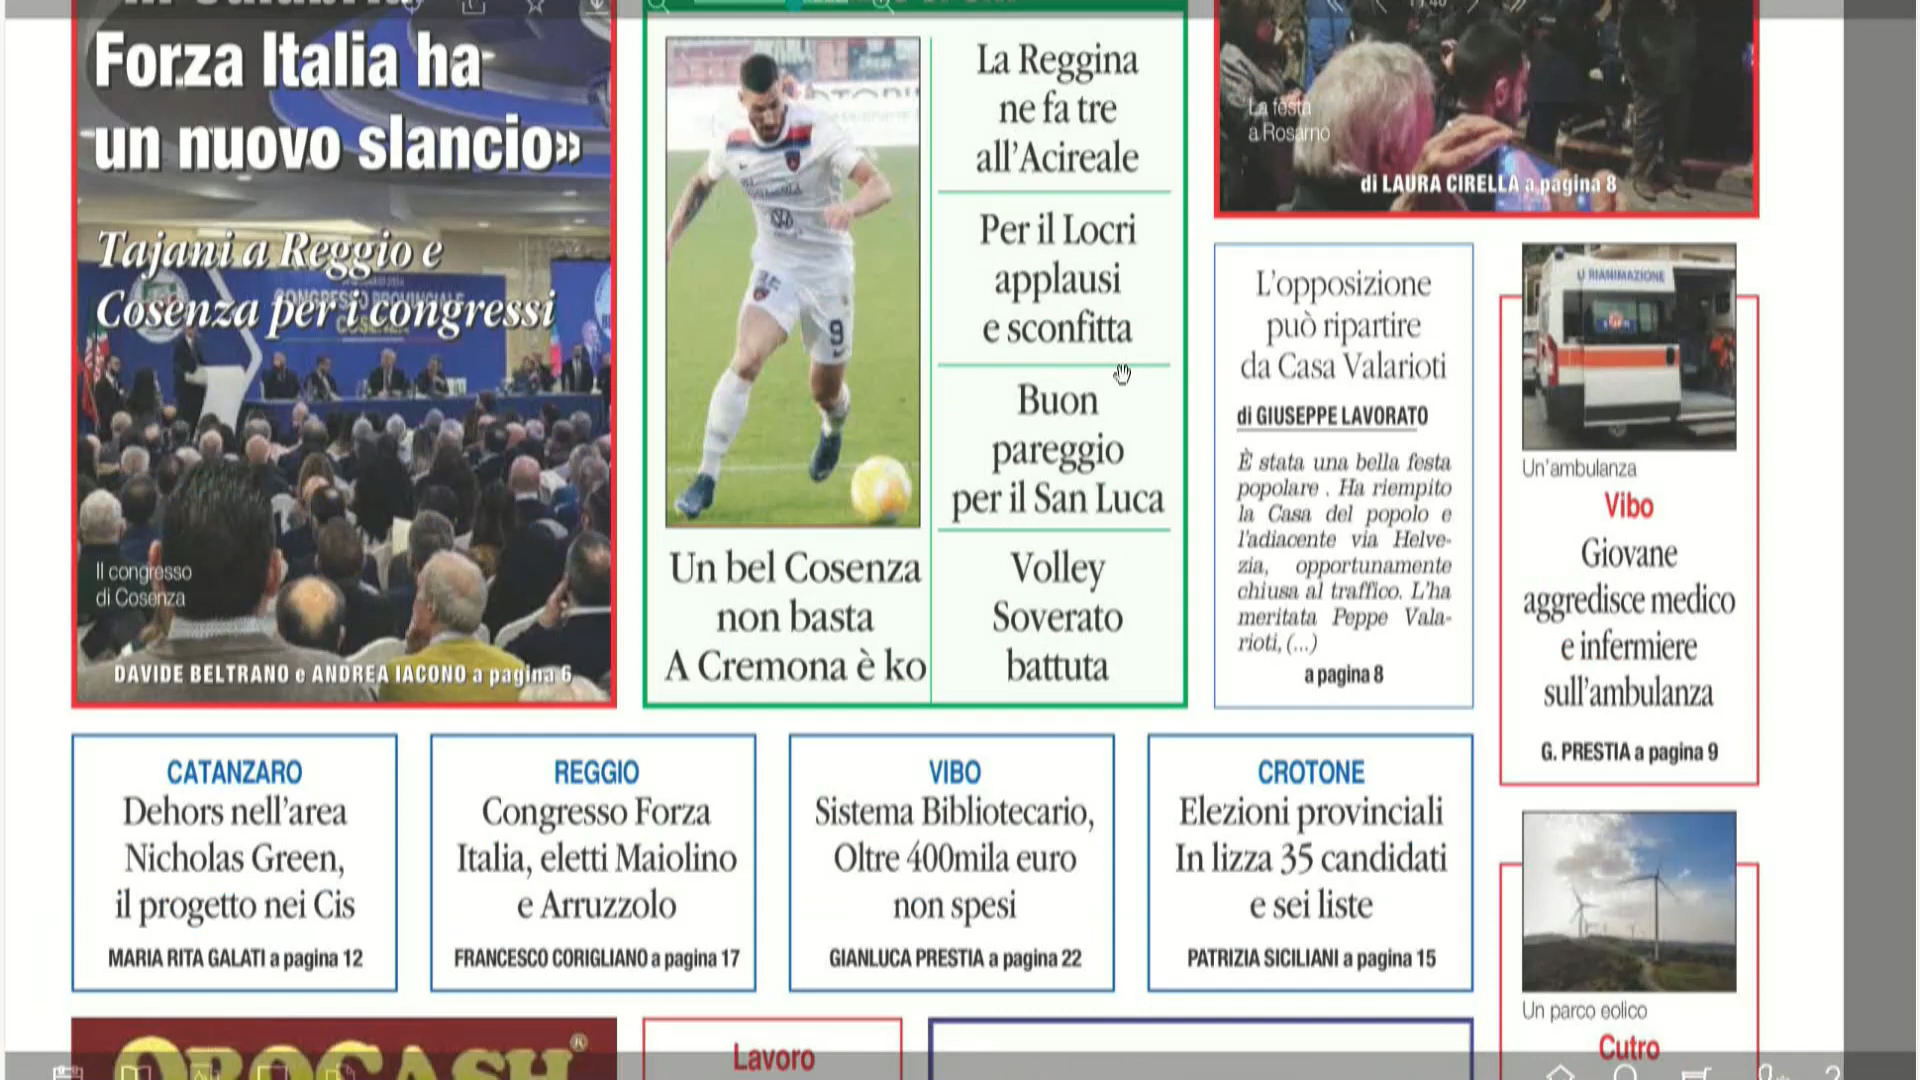 Forza Italia ha
un nuovo slancio»
Tajani a Reggio e
Cosenza per i congressi
CONGRESSO PROVINCIALE
COSENZA
Il congresso
di Cosenza
DAVIDE BELTRANO e ANDREA IACONO a pagina 6
9
Un bel Cosenza
non basta
A Cremona è ko
La Reggina
ne fa tre
all'Acireale
Per il Locri
applausi
e sconfitta
Buon
pareggio
per il San Luca
Volley
Soverato
battuta
La festa
a Rosarno
di LAURA CIRELLA a pagina 8
L'opposizione
può ripartire
da Casa Valarioti
di GIUSEPPE LAVORATO
È stata una bella festa
popolare . Ha riempito
la Casa del popolo e
l'adiacente via Helve-
zia, opportunamente
chiusa al traffico. L'ha
meritata Peppe Vala-
rioti, (...)
a pagina 8
RIANIMAZIONE
Un'ambulanza
Vibo
Giovane
aggredisce medico
e infermiere
sull'ambulanza
G. PRESTIA a pagina 9
CATANZARO
Dehors nell'area
Nicholas Green,
il progetto nei Cis
MARIA RITA GALATI a pagina 12
REGGIO
Congresso Forza
Italia, eletti Maiolino
e Arruzzolo
FRANCESCO CORIGLIANO a pagina 17
VIBO
Sistema Bibliotecario,
Oltre 400mila euro
non spesi
GIANLUCA PRESTIA a pagina 22
CROTONE
Elezioni provinciali
In lizza 35 candidati
e sei liste
PATRIZIA SICILIANI a pagina 15
Un parco eolico
Cutro
OROCASH®
Lavoro